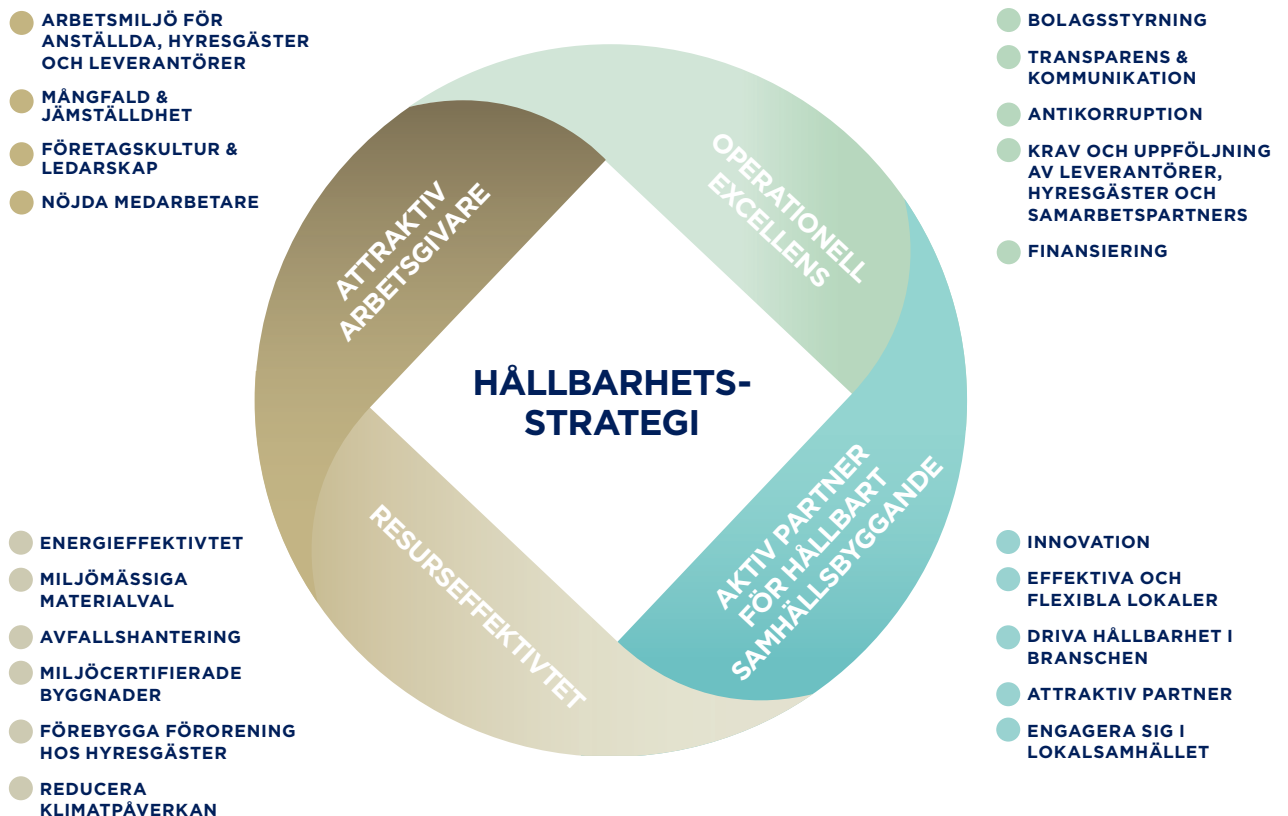 ARBETSMILJÖ FÖR
ANSTÄLLDA, HYRESGÄSTER
OCH LEVERANTÖRER
MÅNGFALD &
JÄMSTÄLLDHET
FÖRETAGSKULTUR &
LEDARSKAP
NÖJDA MEDARBETARE
BOLAGSSTYRNING
TRANSPARENS &
KOMMUNIKATION
ANTIKORRUPTION
KRAV OCH UPPFÖLJNING
AV LEVERANTÖRER,
HYRESGÄSTER OCH
SAMARBETSPARTNERS
FINANSIERING
ATTRAKTIV
ARBETSGIVARE
OPERATIONELL
EXCELLENS
HÅLLBARHETS-
STRATEGI
RESURSEFFEKTIVTET
AKTIV PARTNER
FÖR HÅLLBART
SAMHÄLLSBYGGANDE
ENERGIEFFEKTIVTET
MILJÖMÄSSIGA
MATERIALVAL
AVFALLSHANTERING
MILJÖCERTIFIERADE
BYGGNADER
FÖREBYGGA FÖRORENING
HOS HYRESGÄSTER
REDUCERA
KLIMATPÅVERKAN
INNOVATION
EFFEKTIVA OCH
FLEXIBLA LOKALER
DRIVA HÅLLBARHET I
BRANSCHEN
ATTRAKTIV PARTNER
ENGAGERA SIG I
LOKALSAMHÄLLET